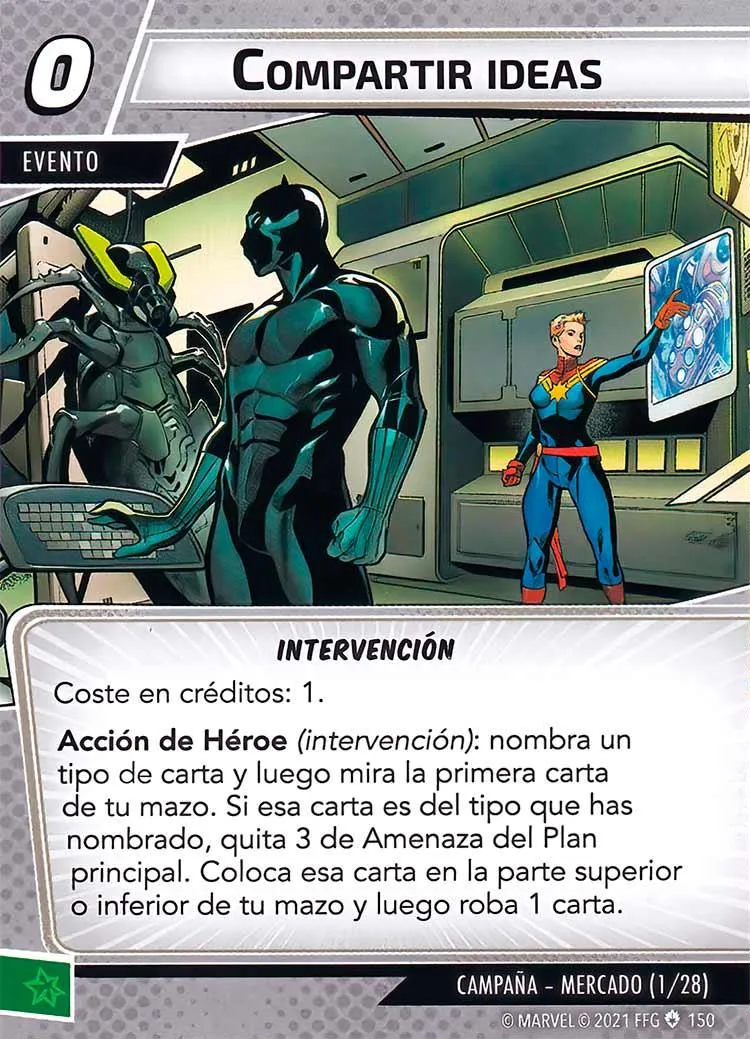 0
COMPARTIR IDEAS
EVENTO
INTERVENCIÓN
Coste en créditos: 1.
Acción de Héroe (intervención): nombra un
tipo de carta y luego mira la primera carta
de tu mazo. Si esa carta es del tipo que has
nombrado, quita 3 de Amenaza del Plan
principal. Coloca esa carta en la parte superior
o inferior de tu mazo y luego roba 1 carta.
CAMPAÑA – MERCADO (1/28)
© MARVEL © 2021 FFG 150